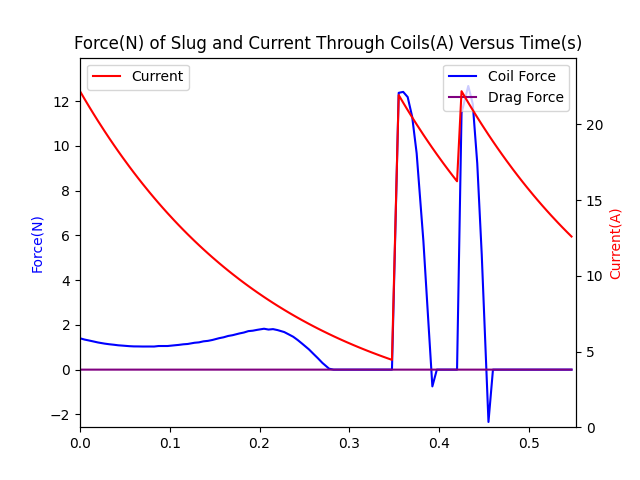 Force(N) of Slug and Current Through Coils(A) Versus Time(s)
Current
Coil Force
Drag Force
12
10
8
6
4
2
0
−2
Force(N)
20
15
10
5
0
Current(A)
0.0 0.1 0.2 0.3 0.4 0.5